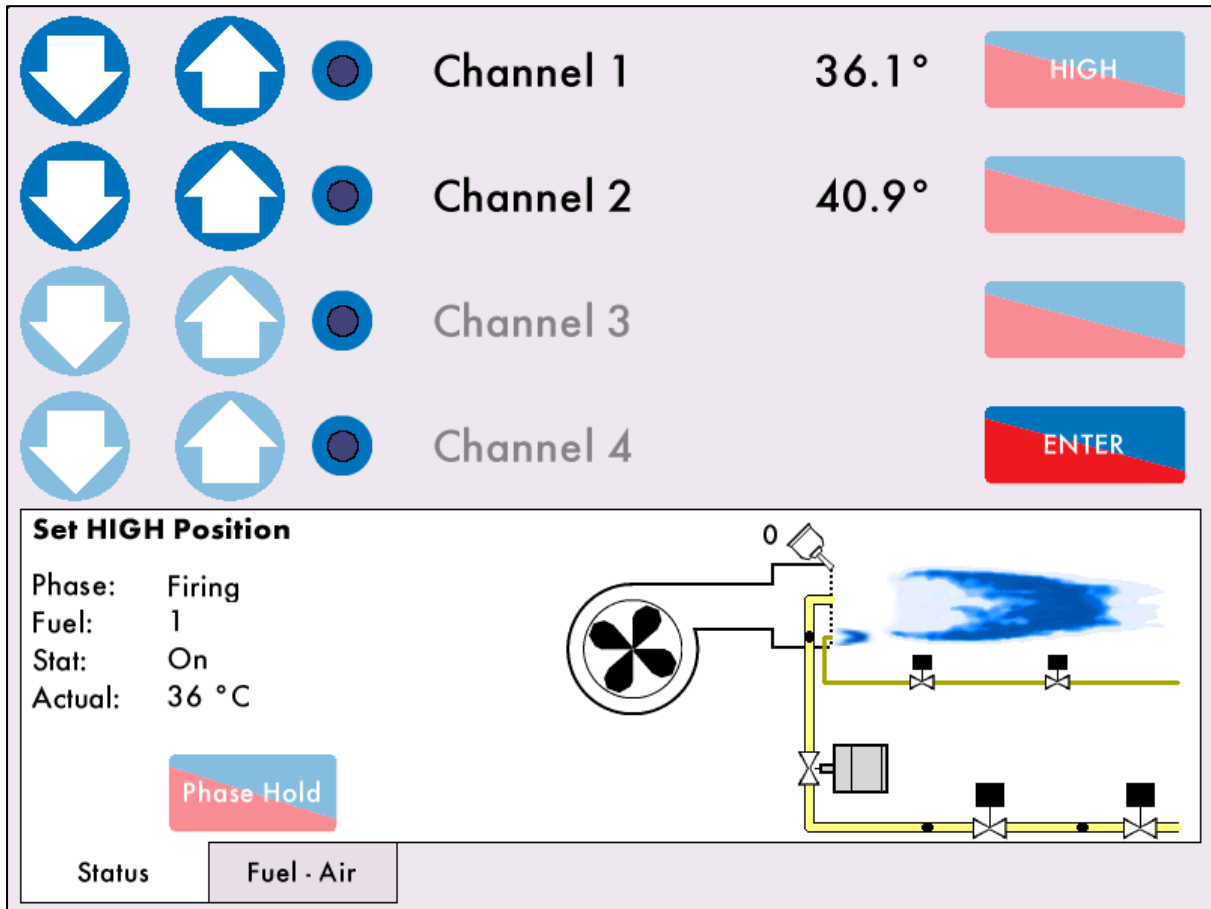 Channel 1 36.1° HIGH
Channel 2 40.9°
Channel 3
Channel 4 ENTER
Set HIGH Position
Phase: Firing
Fuel: 1
Stat: On
Actual: 36 °C
0
Phase Hold
Status Fuel - Air